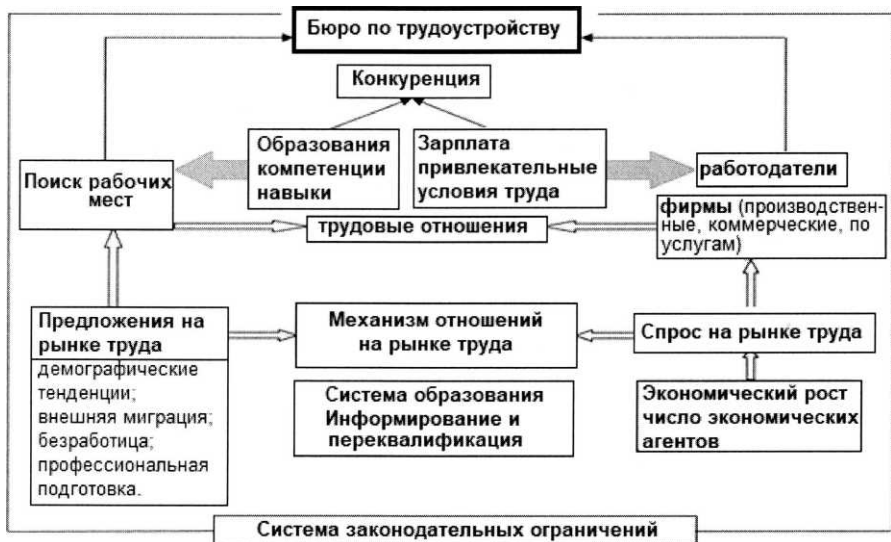 Бюро по трудоустройству
Конкуренция
Образования
компетенции
навыки
Зарплата
привлекательные
условия труда
Поиск рабочих
мест
работодатели
фирмы (производствен-
ные, коммерческие, по
услугам)
трудовые отношения
Предложения на
рынке труда
демографические
тенденции;
внешняя миграция;
безработица;
профессиональная
подготовка.
Механизм отношений
на рынке труда
Спрос на рынке труда
Система образования
Информирование и
переквалификация
Экономический рост
число экономических
агентов
Система законодательных ограничений